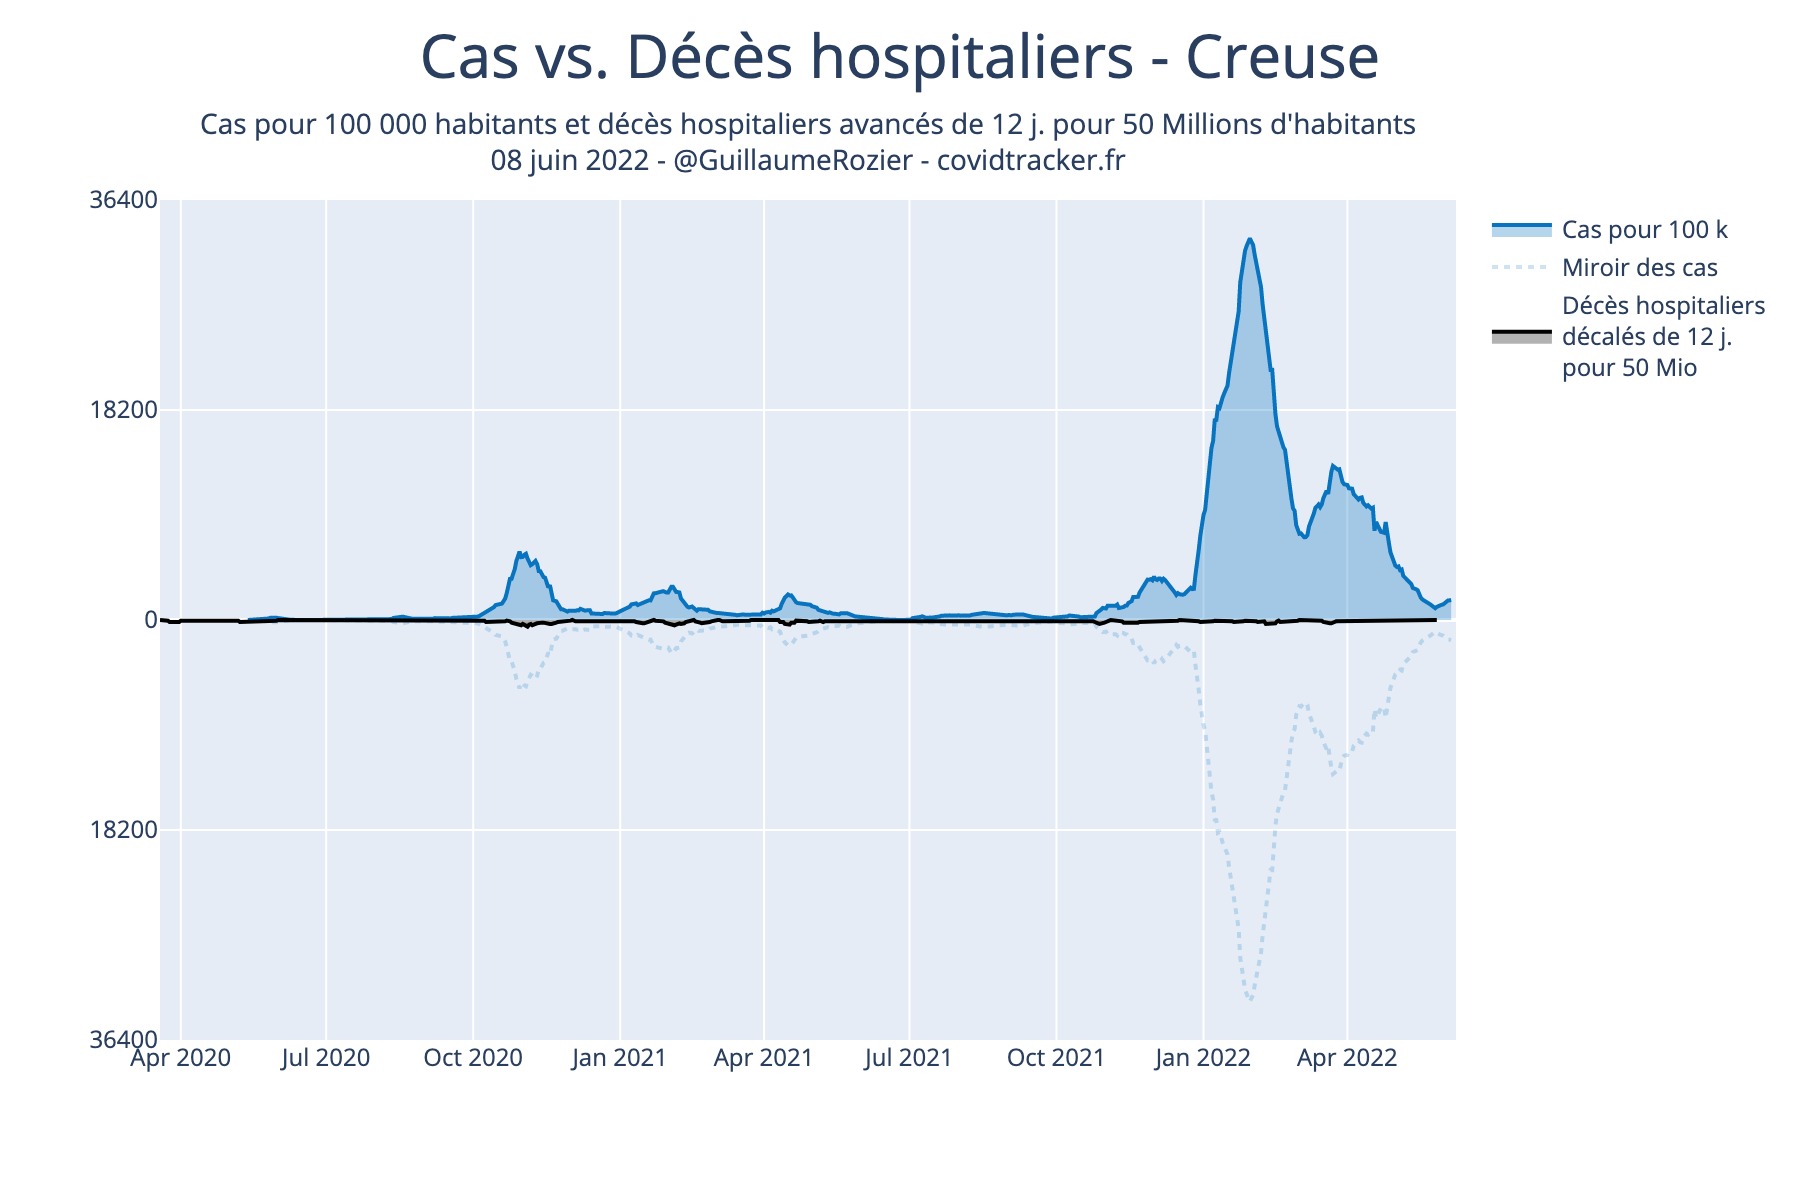 Cas vs. Décès hospitaliers - Creuse
Cas pour 100 000 habitants et décès hospitaliers avancés de 12 j. pour 50 Millions d'habitants
08 juin 2022 - @GuillaumeRozier - covidtracker.fr
36400
18200
0
18200
36400
Apr 2020
Jul 2020
Oct 2020
Jan 2021
Apr 2021
Jul 2021
Oct 2021
Jan 2022
Apr 2022
Cas pour 100 k
Miroir des cas
Décès hospitaliers
décalés de 12 j.
pour 50 Mio